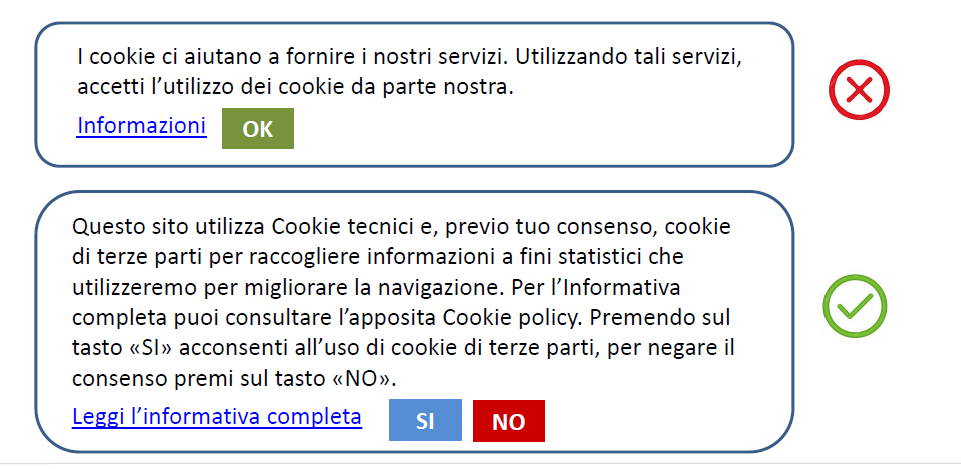 I cookie ci aiutano a fornire i nostri servizi. Utilizzando tali servizi,
accetti l’utilizzo dei cookie da parte nostra.
Informazioni OK
Questo sito utilizza Cookie tecnici e, previo tuo consenso, cookie
di terze parti per raccogliere informazioni a fini statistici che
utilizzeremo per migliorare la navigazione. Per l’Informativa
completa puoi consultare l’apposita Cookie policy. Premendo sul
tasto «SI» acconsenti all’uso di cookie di terze parti, per negare il
consenso premi sul tasto «NO».
Leggi l’informativa completa SI NO